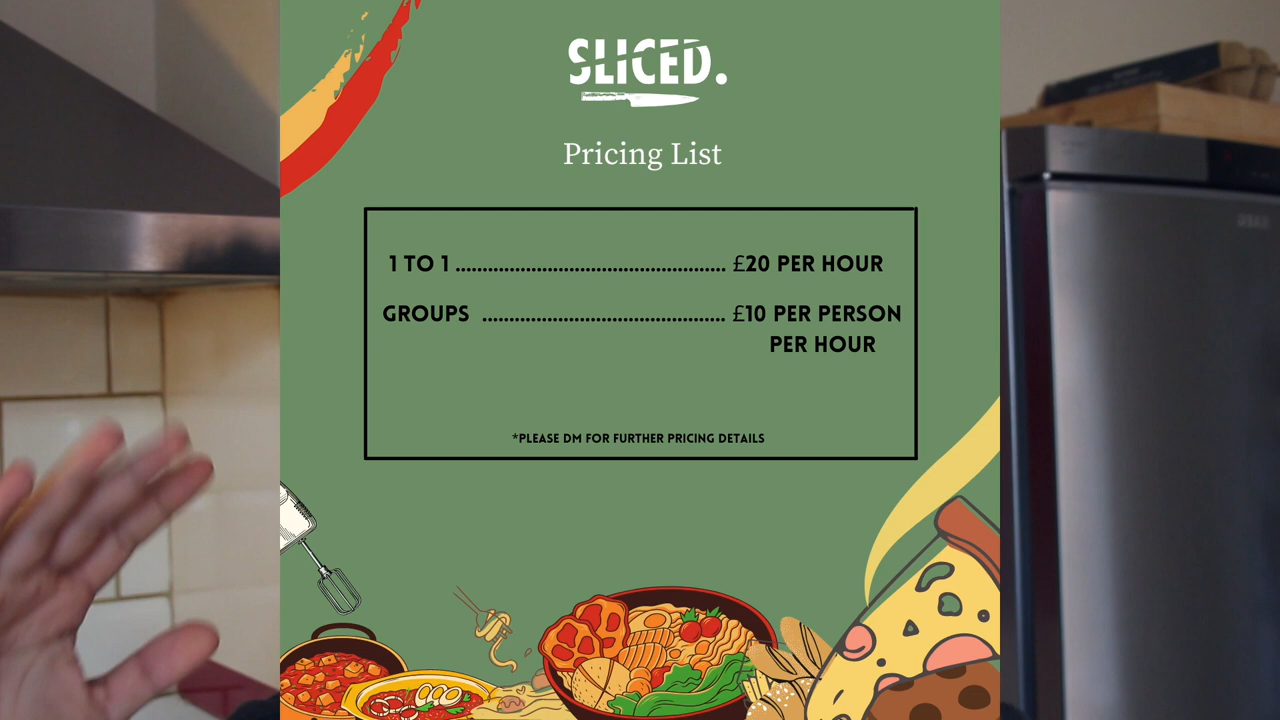 SLICED.
Pricing List
1 TO 1 ................................................. £20 PER HOUR
GROUPS ............................................ £10 PER PERSON
PER HOUR
*PLEASE DM FOR FURTHER PRICING DETAILS